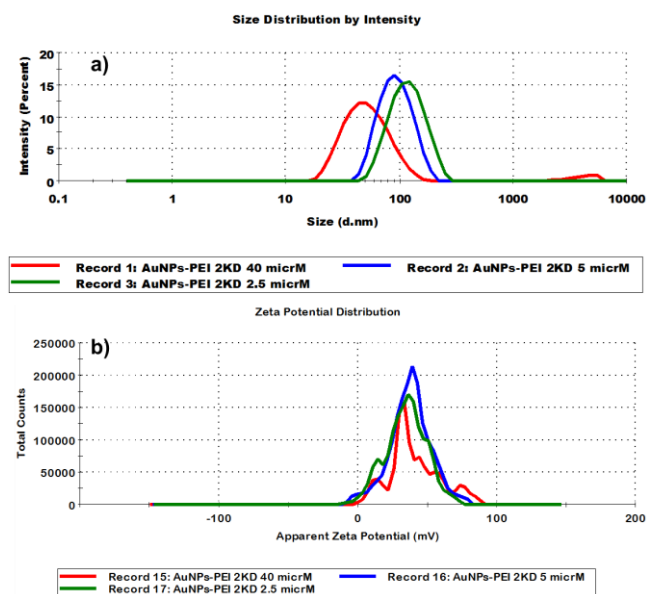 Size Distribution by Intensity
a)
Intensity (Percent)
20
15
10
5
0
0.1 1 10 100 1000 10000
Size (d.nm)
Record 1: AuNPs-PEI 2KD 40 micrM Record 2: AuNPs-PEI 2KD 5 micrM
Record 3: AuNPs-PEI 2KD 2.5 micrM
Zeta Potential Distribution
b)
Total Counts
250000
200000
150000
100000
50000
0
-100 0 100 200
Apparent Zeta Potential (mV)
Record 15: AuNPs-PEI 2KD 40 micrM Record 16: AuNPs-PEI 2KD 5 micrM
Record 17: AuNPs-PEI 2KD 2.5 micrM